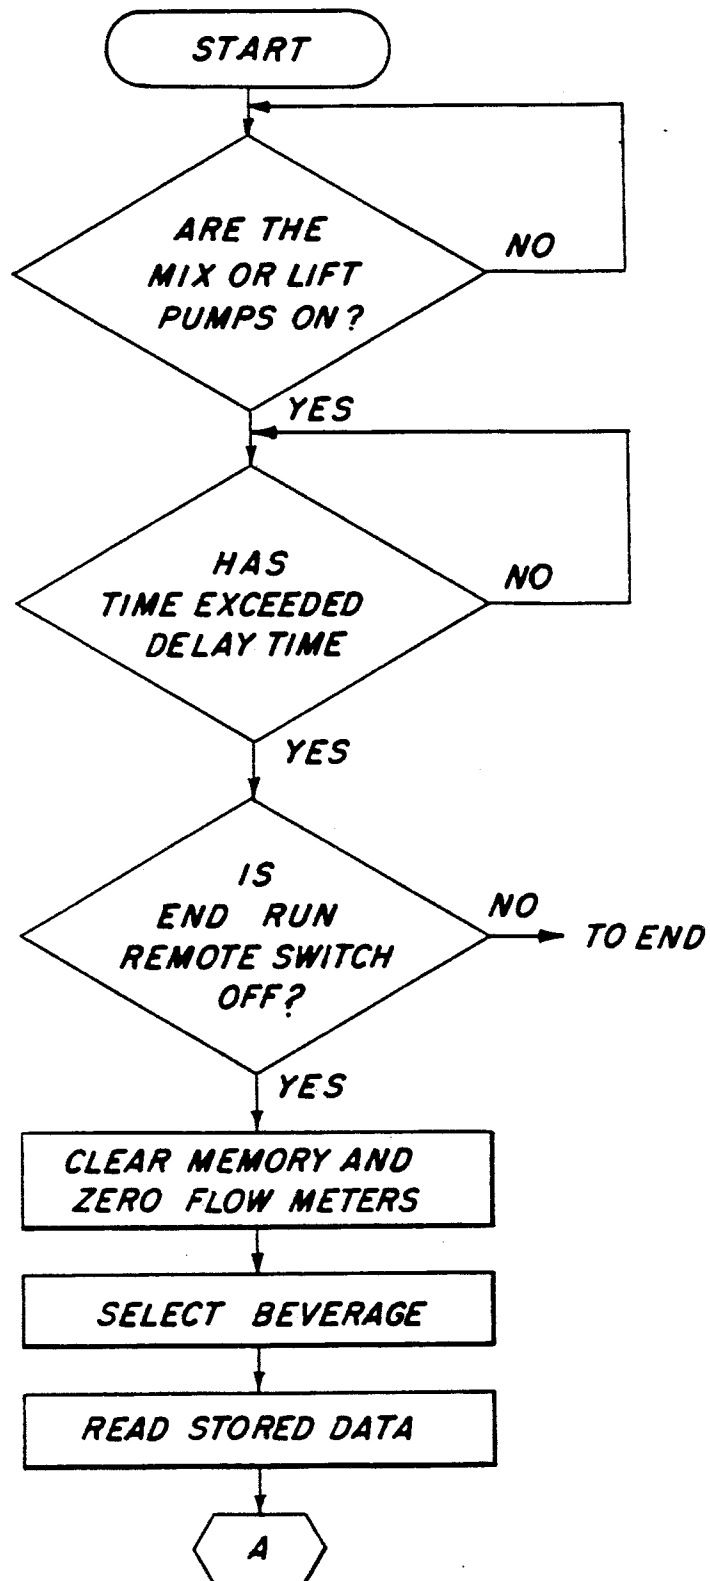 START
ARE THE
MIX OR LIFT
PUMPS ON?
NO
YES
HAS
TIME EXCEEDED
DELAY TIME
NO
YES
IS
END RUN
REMOTE SWITCH
OFF?
NO
TO END
YES
CLEAR MEMORY AND
ZERO FLOW METERS
SELECT BEVERAGE
READ STORED DATA
A